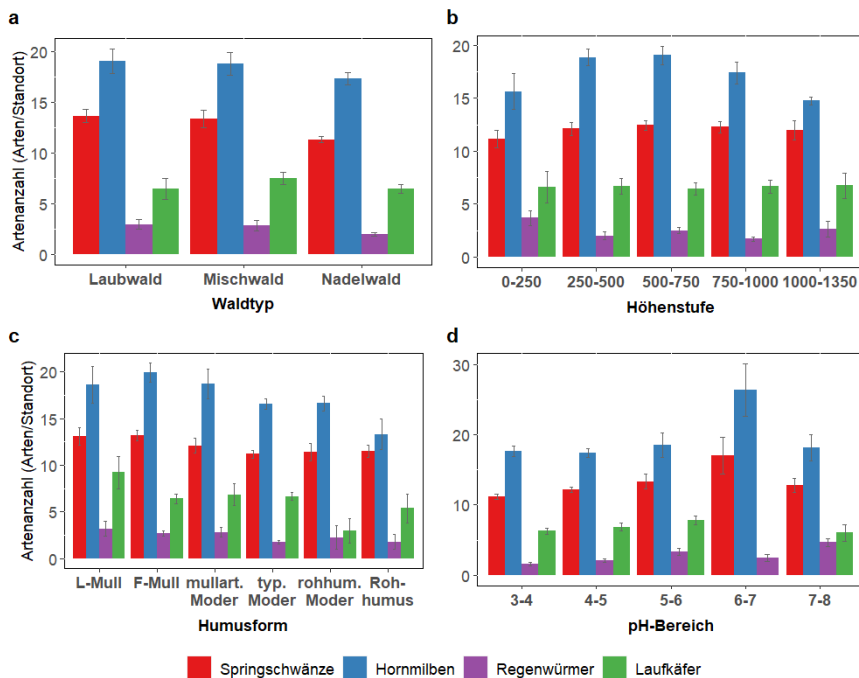 a
Artenanzahl (Arten/Standort)
20
15
10
5
0
Laubwald Mischwald Nadelwald
Waldtyp
b
20
15
10
5
0
0-250 250-500 500-750 750-1000 1000-1350
Höhenstufe
c
Artenanzahl (Arten/Standort)
20
15
10
5
0
L-Mull F-Mull mullart. typ. rohhum. Roh-
Moder Moder Moder humus
Humusform
d
30
20
10
0
3-4 4-5 5-6 6-7 7-8
pH-Bereich
Springschwänze Hornmilben Regenwürmer Laufkäfer